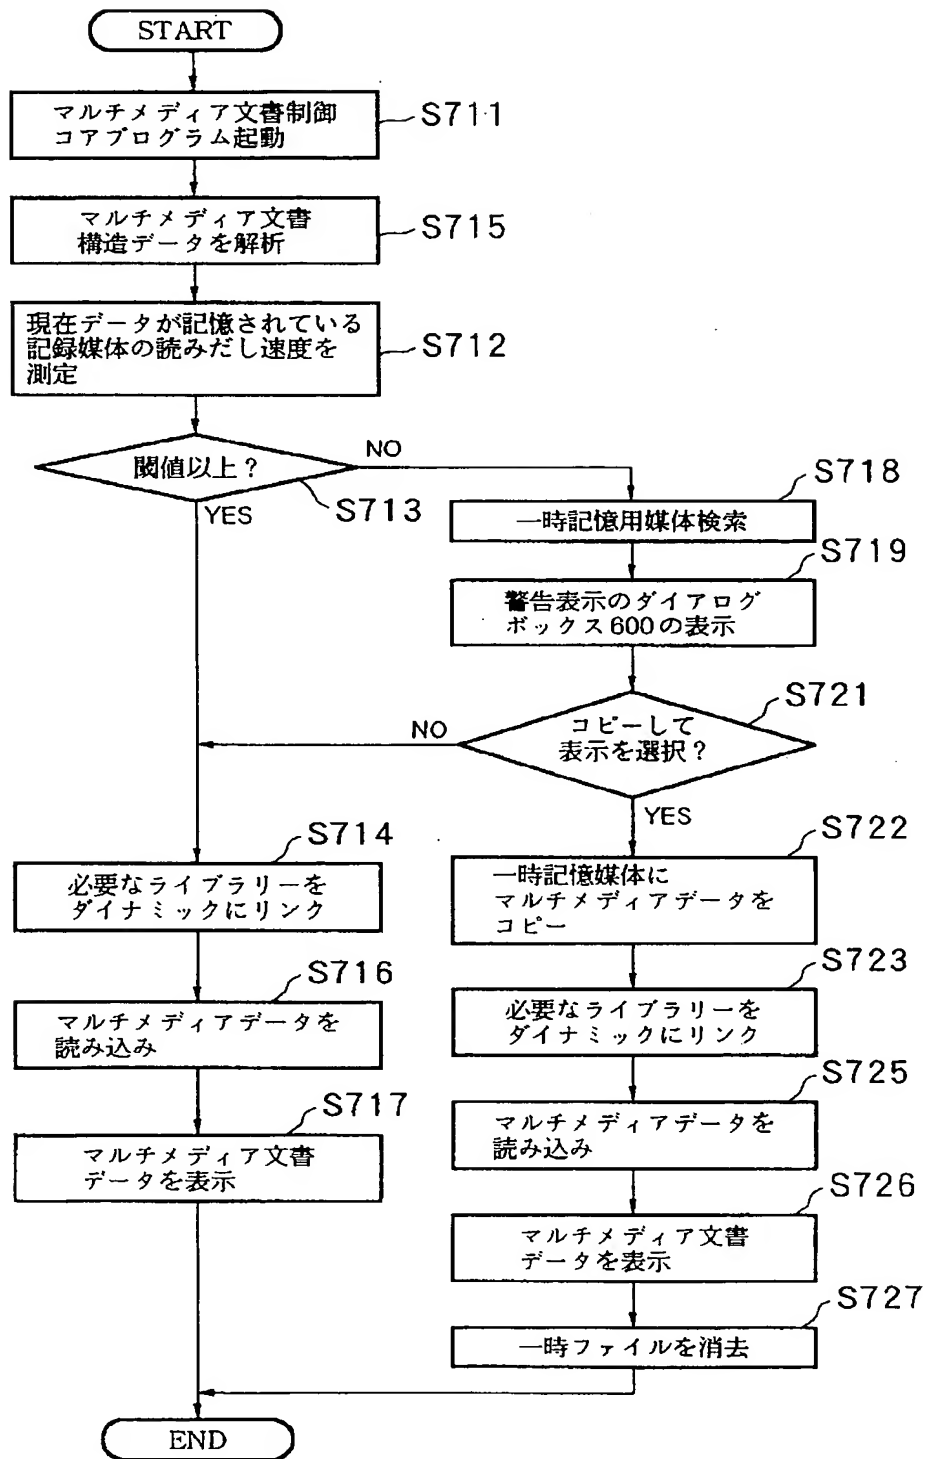 START
マルチメディア文書制御
コアプログラム起動
S711
マルチメディア文書
構造データを解析
S715
現在データが記憶されている
記録媒体の読みだし速度を
測定
S712
閾値以上？
S713
NO
YES
S718
一時記憶用媒体検索
S719
警告表示のダイアログ
ボックス600の表示
S721
コピーして
表示を選択？
NO
YES
S714
必要なライブラリーを
ダイナミックにリンク
S716
マルチメディアデータを
読み込み
S717
マルチメディア文書
データを表示
S722
一時記憶媒体に
マルチメディアデータを
コピー
S723
必要なライブラリーを
ダイナミックにリンク
S725
マルチメディアデータを
読み込み
S726
マルチメディア文書
データを表示
S727
一時ファイルを消去
END